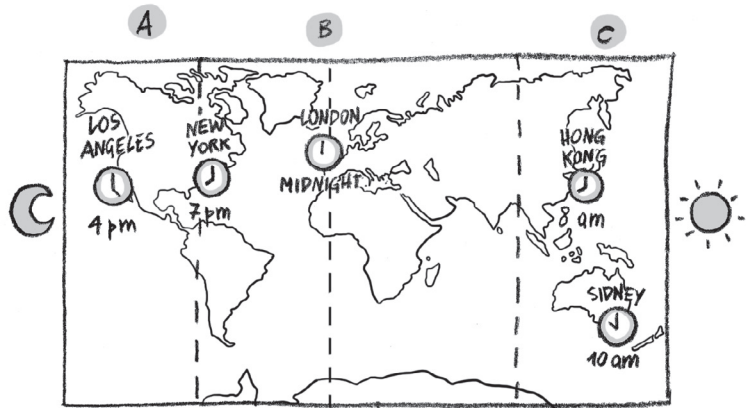 A
B
C
LOS
ANGELES
4 pm
NEW
YORK
7 pm
LONDON
MIDNIGHT
HONG
KONG
8 am
SIDNEY
10 am